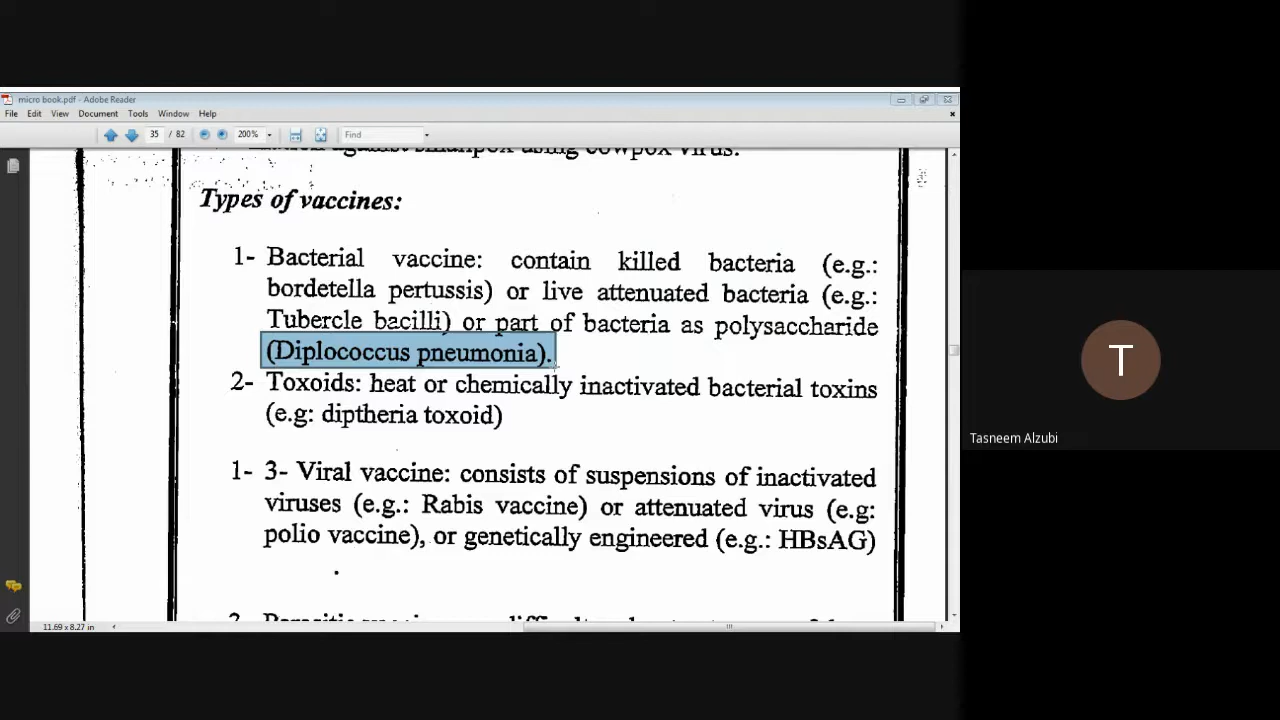 micro book.pdf - Adobe Reader
File Edit View Document Tools Window Help
35 / 82 200% Find
using cowpox virus.
Types of vaccines:
1- Bacterial vaccine: contain killed bacteria (e.g.:
bordetella pertussis) or live attenuated bacteria (e.g.:
Tubercle bacilli) or part of bacteria as polysaccharide
(Diplococcus pneumonia).
2- Toxoids: heat or chemically inactivated bacterial toxins
(e.g: diptheria toxoid)
1- 3- Viral vaccine: consists of suspensions of inactivated
viruses (e.g.: Rabis vaccine) or attenuated virus (e.g:
polio vaccine), or genetically engineered (e.g.: HBsAG)
.
11.69 x 8.27 in
T
Tasneem Alzubi